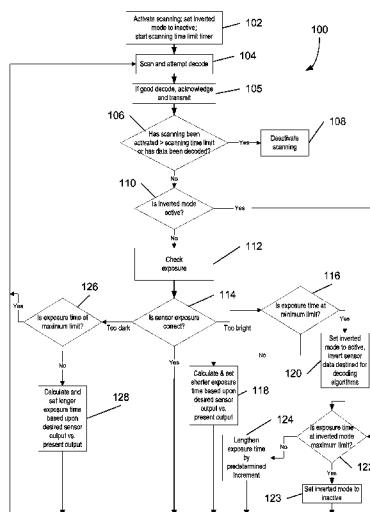 Activate scanning; set inverted
mode to inactive;
start scanning time limit timer
102
100
Scan and attempt decode
104
If good decode, acknowledge
and transmit
105
106
Has scanning been
activated > scanning time limit
or has data been decoded?
Yes
Deactivate
scanning
108
No
110
Is inverted mode
active?
Yes
No
Check
exposure
112
116
126
114
Is exposure time at
minimum limit?
Yes
Is exposure time at
maximum limit?
Too dark
Is sensor exposure
correct?
Too bright
Yes
No
Set inverted
mode to active,
invert sensor
data destined for
decoding
algorithms
120
No
Yes
Calculate & set
shorter exposure
time based upon
desired sensor
output vs.
present output
118
Calculate and
set longer
exposure time
based upon
desired sensor
output vs.
present output
128
124
Lengthen
exposure time
by
predetermined
increment
No
Is exposure time
at inverted mode
maximum limit?
122
Yes
Set inverted mode to
inactive
123